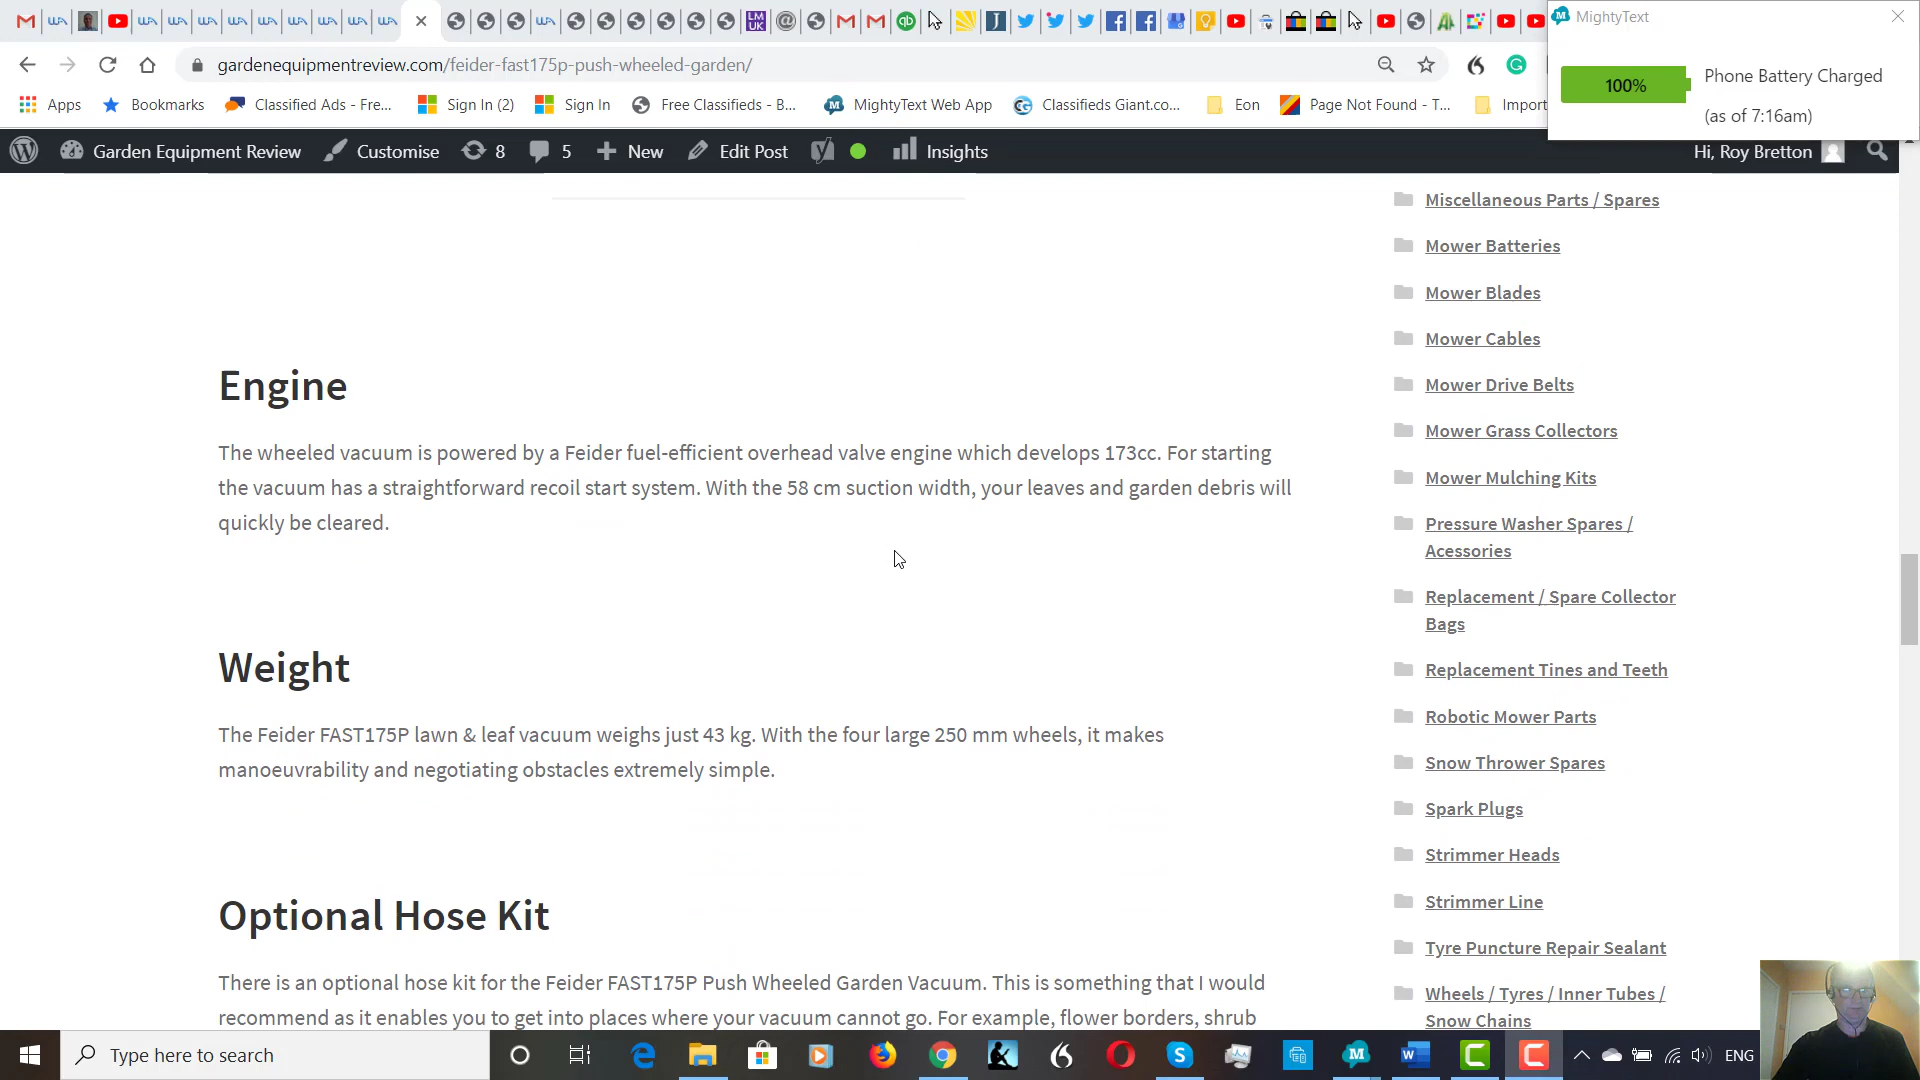 MightyText
gardenequipmentreview.com/feider-fast175p-push-wheeled-garden/
100%
Phone Battery Charged
(as of 7:16am)
Apps
Bookmarks
Classified Ads - Fre...
Sign In (2)
Sign In
Free Classifieds - B...
MightyText Web App
Classifieds Giant.co...
Eon
Page Not Found - T...
Import
Garden Equipment Review
Customise
8
5
New
Edit Post
Insights
Hi, Roy Bretton
Engine
The wheeled vacuum is powered by a Feider fuel-efficient overhead valve engine which develops 173cc. For starting
the vacuum has a straightforward recoil start system. With the 58 cm suction width, your leaves and garden debris will
quickly be cleared.
Weight
The Feider FAST175P lawn & leaf vacuum weighs just 43 kg. With the four large 250 mm wheels, it makes
manoeuvrability and negotiating obstacles extremely simple.
Optional Hose Kit
There is an optional hose kit for the Feider FAST175P Push Wheeled Garden Vacuum. This is something that I would
recommend as it enables you to get into places where your vacuum cannot go. For example, flower borders, shrub
Miscellaneous Parts / Spares
Mower Batteries
Mower Blades
Mower Cables
Mower Drive Belts
Mower Grass Collectors
Mower Mulching Kits
Pressure Washer Spares /
Acessories
Replacement / Spare Collector
Bags
Replacement Tines and Teeth
Robotic Mower Parts
Snow Thrower Spares
Spark Plugs
Strimmer Heads
Strimmer Line
Tyre Puncture Repair Sealant
Wheels / Tyres / Inner Tubes /
Snow Chains
Type here to search
ENG